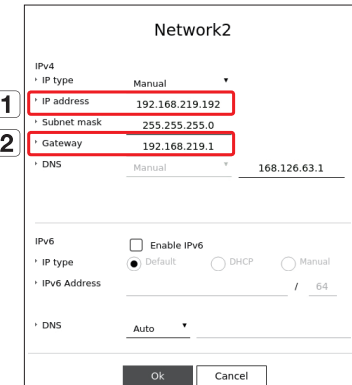 Network2
IPv4
IP type Manual
1 IP address 192.168.219.192
Subnet mask 255.255.255.0
2 Gateway 192.168.219.1
DNS Manual 168.126.63.1
IPv6 Enable IPv6
IP type Default DHCP Manual
IPv6 Address / 64
DNS Auto
Ok Cancel